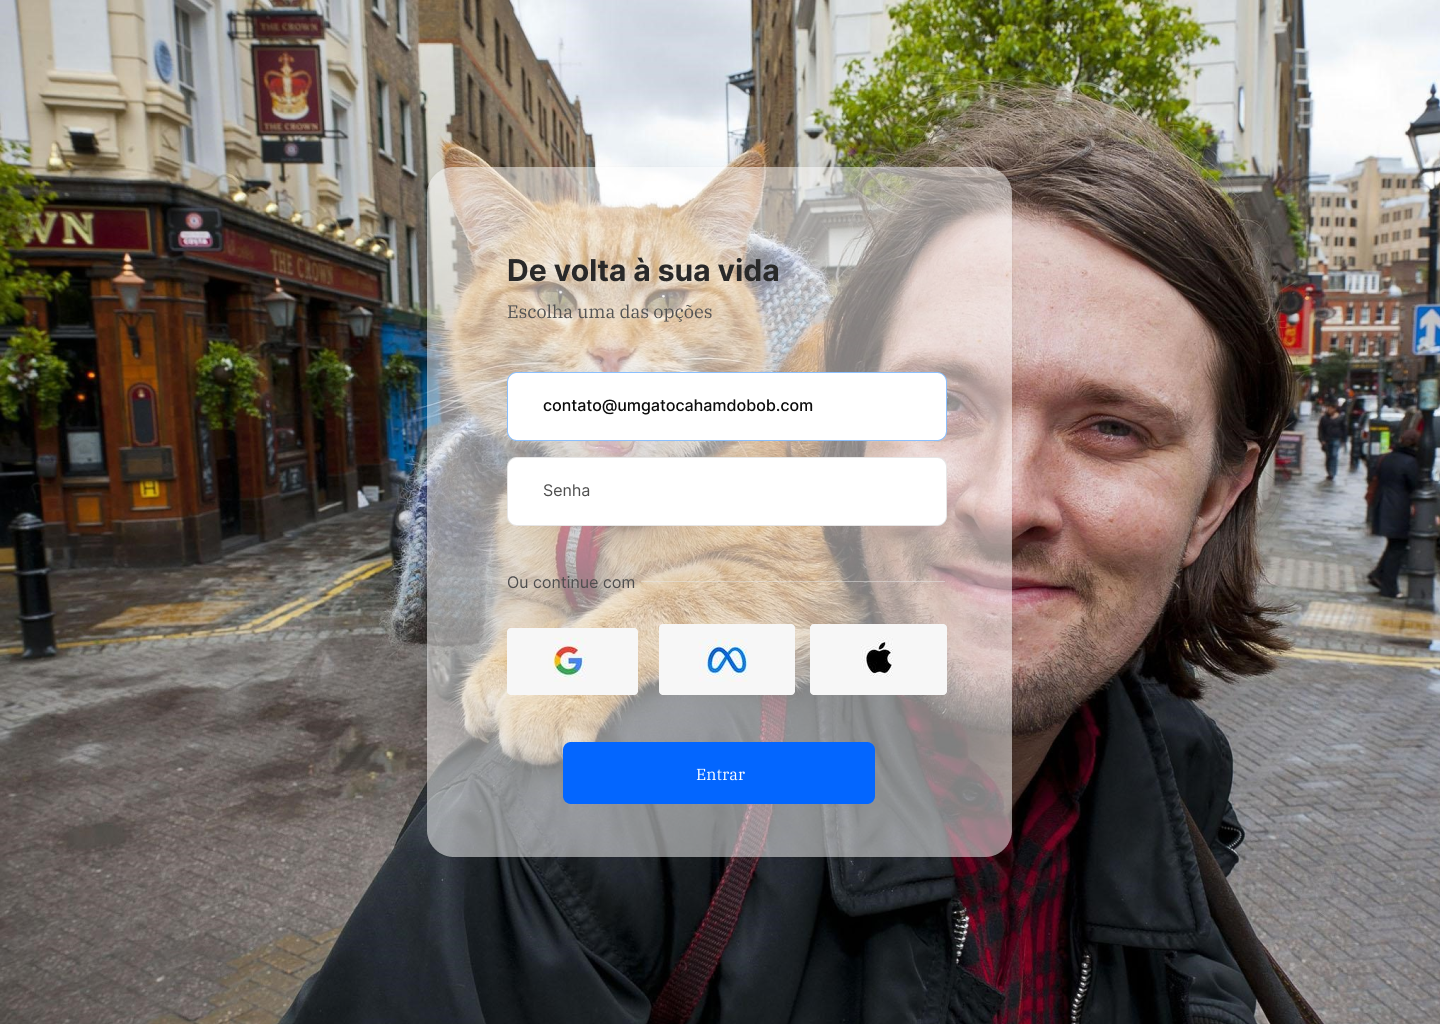 THE CROWN
THE CROWN
WN
COSTA
THE CROWN
De volta à sua vida
Escolha uma das opções
contato@umgatocahamdobob.com
Senha
Ou continue com
H
Entrar